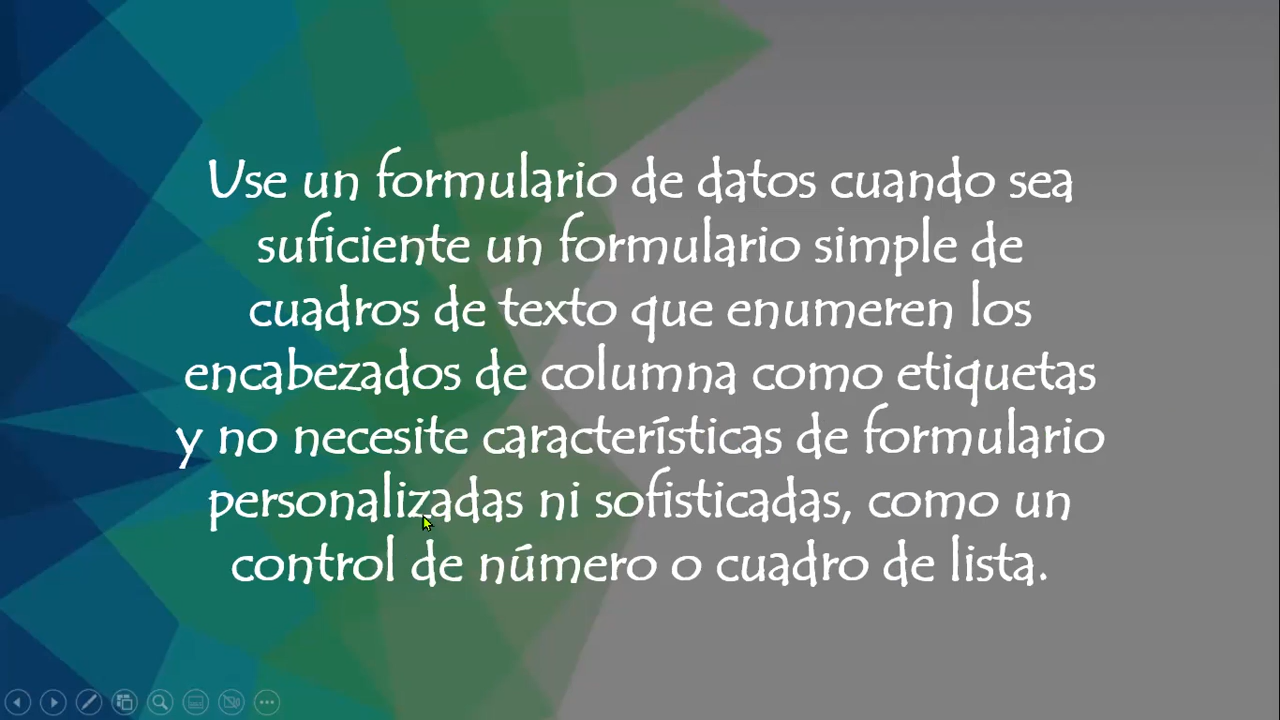 Use un formulario de datos cuando sea
suficiente un formulario simple de
cuadros de texto que enumeren los
encabezados de columna como etiquetas
y no necesite características de formulario
personalizadas ni sofisticadas, como un
control de número o cuadro de lista.